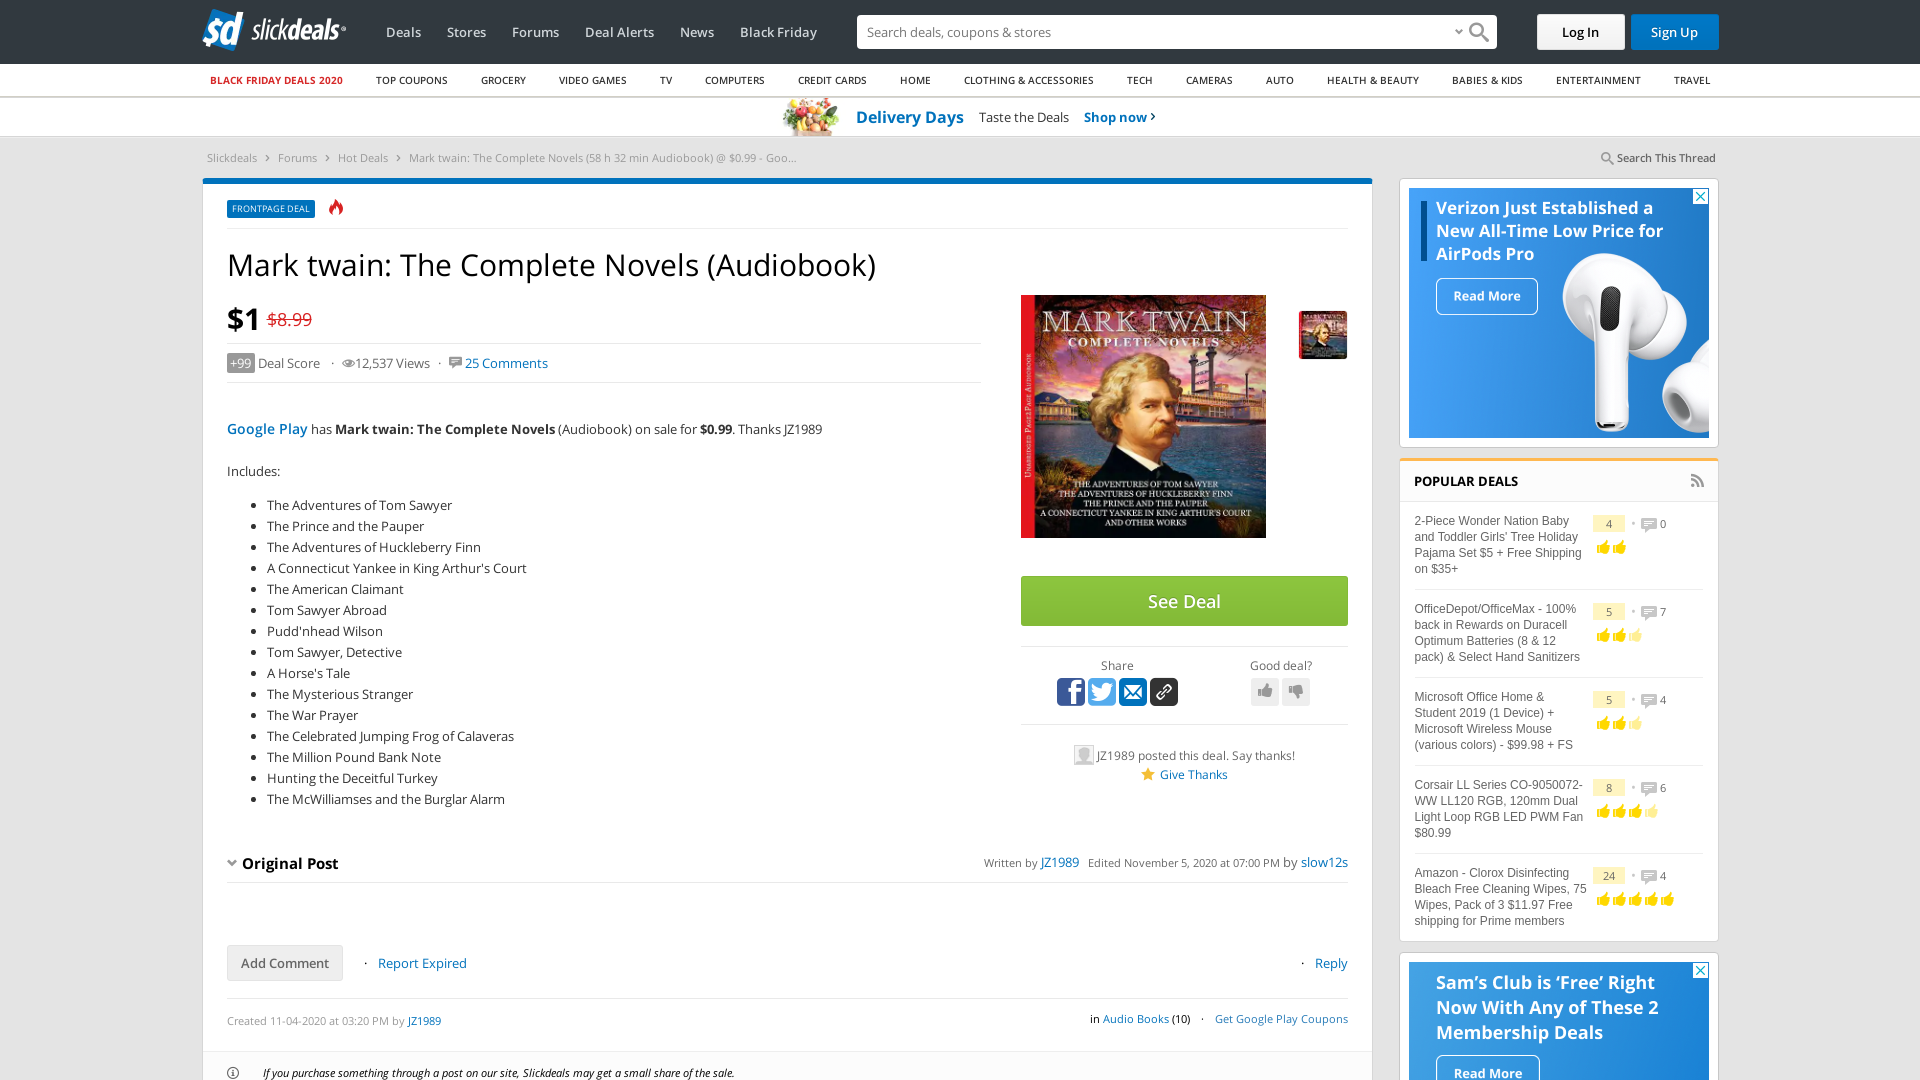 slickdeals
Deals Stores Forums Deal Alerts News Black Friday
Search deals, coupons & shops
Log In Sign Up
BLACK FRIDAY DEALS 2020 TOP COUPONS GROCERY VIDEO GAMES TV COMPUTERS CREDIT CARDS HOME CLOTHING & ACCESSORIES TECH CAMERAS AUTO HEALTH & BEAUTY BABIES & KIDS ENTERTAINMENT TRAVEL
Delivery Days Taste the Deals Shop now ›
Slickdeals › Forums › Hot Deals › Mark twain: The Complete Novels (58 h 32 min Audiobook) @ $0.99 - Goo...
Search This Thread
FRONTPAGE DEAL
Mark twain: The Complete Novels (Audiobook)
$1 $8.99
+99 Deal Score · 12,537 Views · 25 Comments
Google Play has Mark twain: The Complete Novels (Audiobook) on sale for $0.99. Thanks JZ1989
Includes:
• The Adventures of Tom Sawyer
• The Prince and the Pauper
• The Adventures of Huckleberry Finn
• A Connecticut Yankee in King Arthur's Court
• The American Claimant
• Tom Sawyer Abroad
• Pudd'nhead Wilson
• Tom Sawyer, Detective
• A Horse's Tale
• The Mysterious Stranger
• The War Prayer
• The Celebrated Jumping Frog of Calaveras
• The Million Pound Bank Note
• Hunting the Deceitful Turkey
• The McWilliamses and the Burglar Alarm
MARK TWAIN
COMPLETE NOVELS
THE ADVENTURES OF TOM SAWYER
THE ADVENTURES OF HUCKLEBERRY FINN
THE PRINCE AND THE PAUPER
A CONNECTICUT YANKEE IN KING ARTHUR'S COURT
AND OTHER WORKS
See Deal
Share
Good deal?
JZ1989 posted this deal. Say thanks!
Give Thanks
Original Post
Written by JZ1989 Edited November 5, 2020 at 07:00 PM by slow12s
Add Comment · Report Expired
· Reply
Created 11-04-2020 at 03:20 PM by JZ1989
in Audio Books (10) · Get Google Play Coupons
If you purchase something through a post on our site, Slickdeals may get a small share of the sale.
Verizon Just Established a
New All-Time Low Price for
AirPods Pro
Read More
POPULAR DEALS
2-Piece Wonder Nation Baby
and Toddler Girls' Tree Holiday
Pajama Set $5 + Free Shipping
on $35+
4 • 0
OfficeDepot/OfficeMax - 100%
back in Rewards on Duracell
Optimum Batteries (8 & 12
pack) & Select Hand Sanitizers
5 • 7
Microsoft Office Home &
Student 2019 (1 Device) +
Microsoft Wireless Mouse
(various colors) - $99.98 + FS
5 • 4
Corsair LL Series CO-9050072-
WW LL120 RGB, 120mm Dual
Light Loop RGB LED PWM Fan
$80.99
8 • 6
Amazon - Clorox Disinfecting
Bleach Free Cleaning Wipes, 75
Wipes, Pack of 3 $11.97 Free
shipping for Prime members
24 • 4
Sam's Club is 'Free' Right
Now With Any of These 2
Membership Deals
Read More